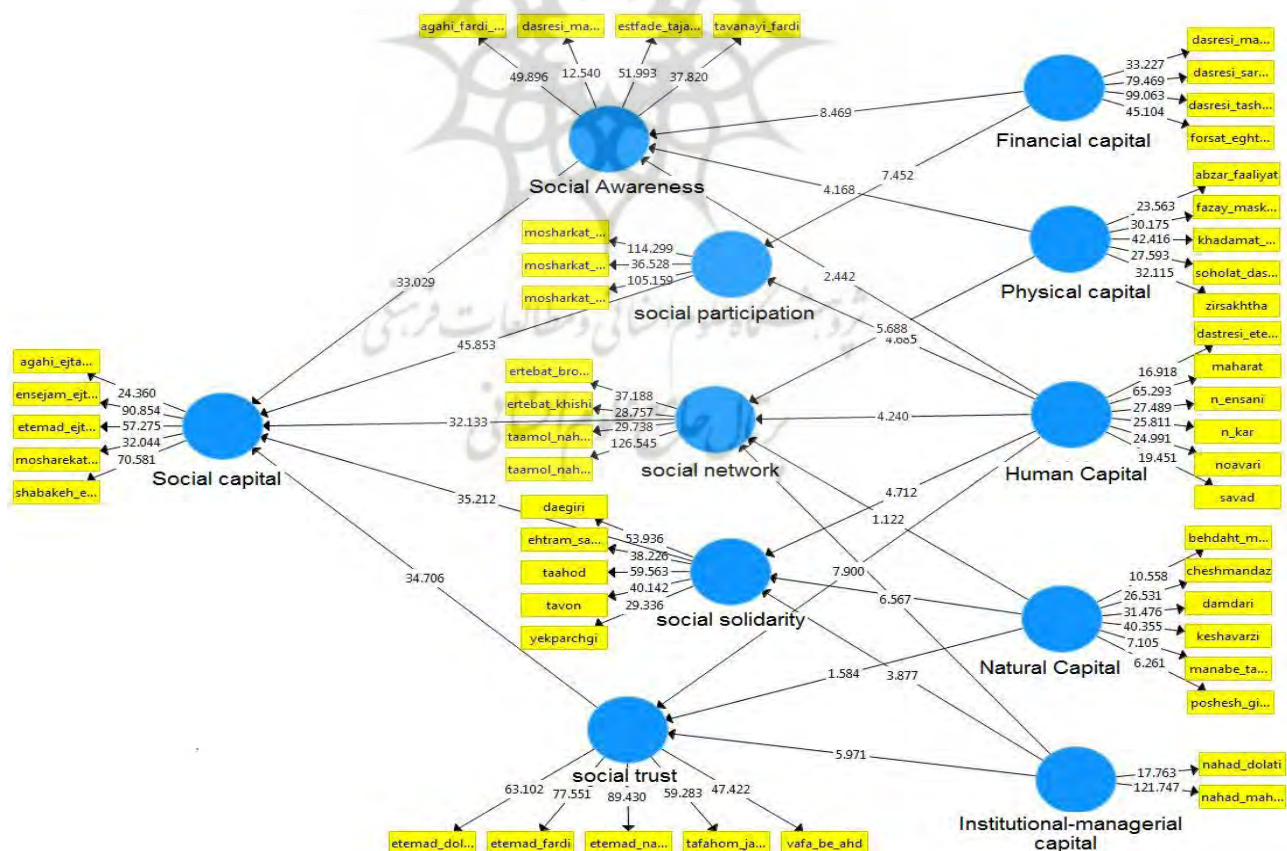 agahi_fardi_...
dasresi_ma...
estfade_taja...
tavanayi_fardi
49.896
12.540
51.993
37.820
Social Awareness
dasresi_ma...
dasresi_sar...
dasresi_tash...
forsat_eght...
33.227
79.469
99.063
45.104
Financial capital
8.469
7.452
abzar_faaliyat
fazay_mask...
khadamat_...
soholat_das...
zirsakhtha
23.563
30.175
42.416
27.593
32.115
Physical capital
4.168
5.688
mosharkat_...
mosharkat_...
mosharkat_...
114.299
36.528
105.159
social participation
2.442
4.685
پژوهشگاه علوم انسانی و مطالعات فرهنگی
33.029
45.853
32.133
35.212
34.706
agahi_ejta...
ensejam_ejt...
etemad_ejt...
mosharekat...
shabakeh_e...
24.360
90.854
57.275
32.044
70.581
Social capital
ertebat_bro...
ertebat_khishi
taamol_nah...
taamol_nah...
37.188
28.757
29.738
126.545
social network
پرتال جامع علوم انسانی
dastresi_ete...
maharat
n_ensani
n_kar
noavari
savad
16.918
65.293
27.489
25.811
24.991
19.451
Human Capital
4.240
4.712
7.900
daegiri
ehtram_sa...
taahod
tavon
yekparchgi
53.936
38.226
59.563
40.142
29.336
social solidarity
behdaht_m...
cheshmandaz
damdari
keshavarzi
manabe_ta...
poshesh_gi...
10.558
26.531
31.476
40.355
7.105
6.261
Natural Capital
1.122
6.567
1.584
3.877
5.971
social trust
63.102
77.551
89.430
59.283
47.422
etemad_dol...
etemad_fardi
etemad_na...
tafahom_ja...
vafa_be_ahd
nahad_dolati
nahad_mah...
17.763
121.747
Institutional-managerial
capital